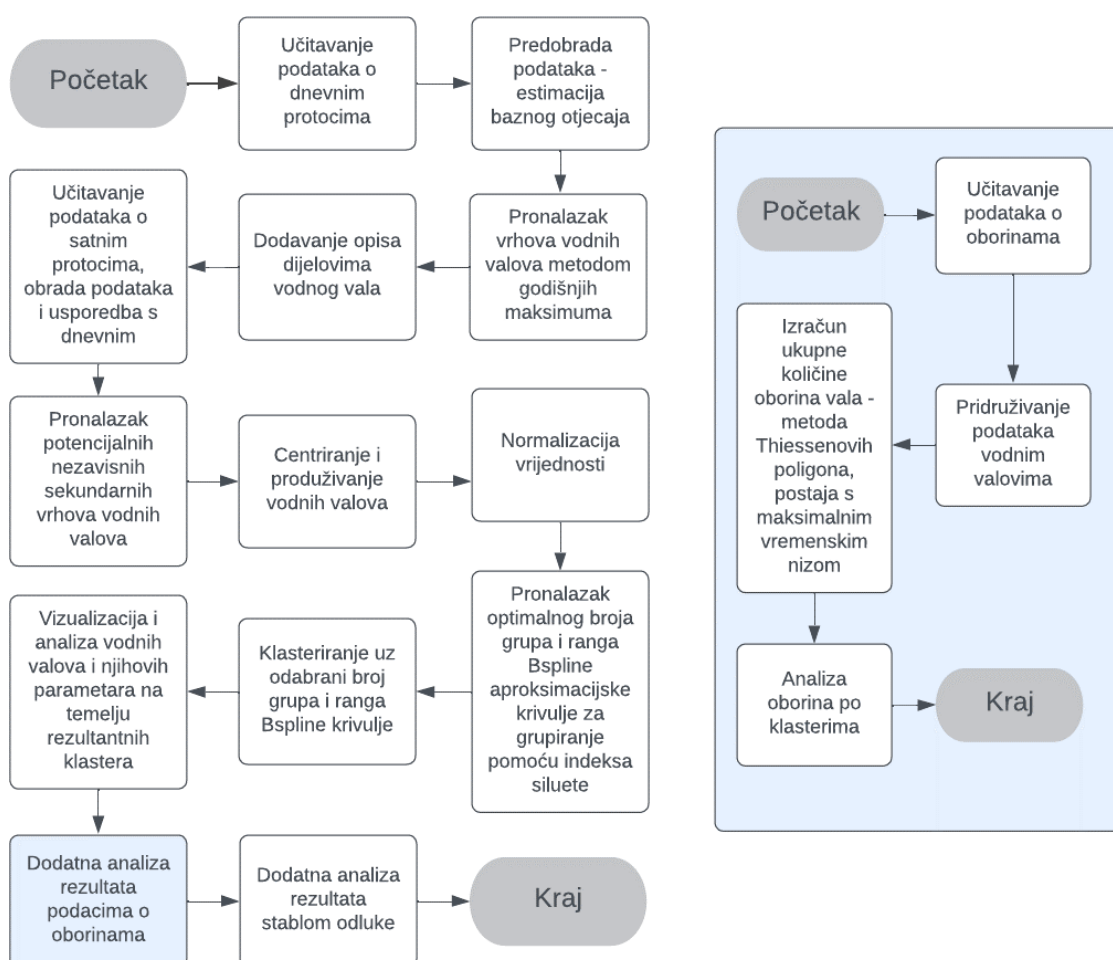 Početak
Učitavanje
podataka o
dnevnim
protocima
Predobrada
podataka -
estimacija
baznog otjecaja
Pronalazak
vrhova vodnih
valova metodom
godišnjih
maksimuma
Dodavanje opisa
dijelovima
vodnog vala
Učitavanje
podataka o
satnim
protocima,
obrada podataka
i usporedba s
dnevnim
Pronalazak
potencijalnih
nezavisnih
sekundarnih
vrhova vodnih
valova
Centriranje i
produživanje
vodnih valova
Normalizacija
vrijednosti
Pronalazak
optimalnog broja
grupa i ranga
Bspline
aproksimacijske
krivulje za
grupiranje
pomoću indeksa
siluete
Klasteriranje uz
odabrani broj
grupa i ranga
Bspline krivulje
Vizualizacija i
analiza vodnih
valova i njihovih
parametara na
temelju
rezultantnih
klastera
Dodatna analiza
rezultata
podacima o
oborinama
Dodatna analiza
rezultata
stablom odluke
Kraj
Početak
Učitavanje
podataka o
oborinama
Pridruživanje
podataka
vodnim
valovima
Izračun
ukupne
količine
oborina vala -
metoda
Thiessenovih
poligona,
postaja s
maksimalnim
vremenskim
nizom
Analiza
oborina po
klasterima
Kraj